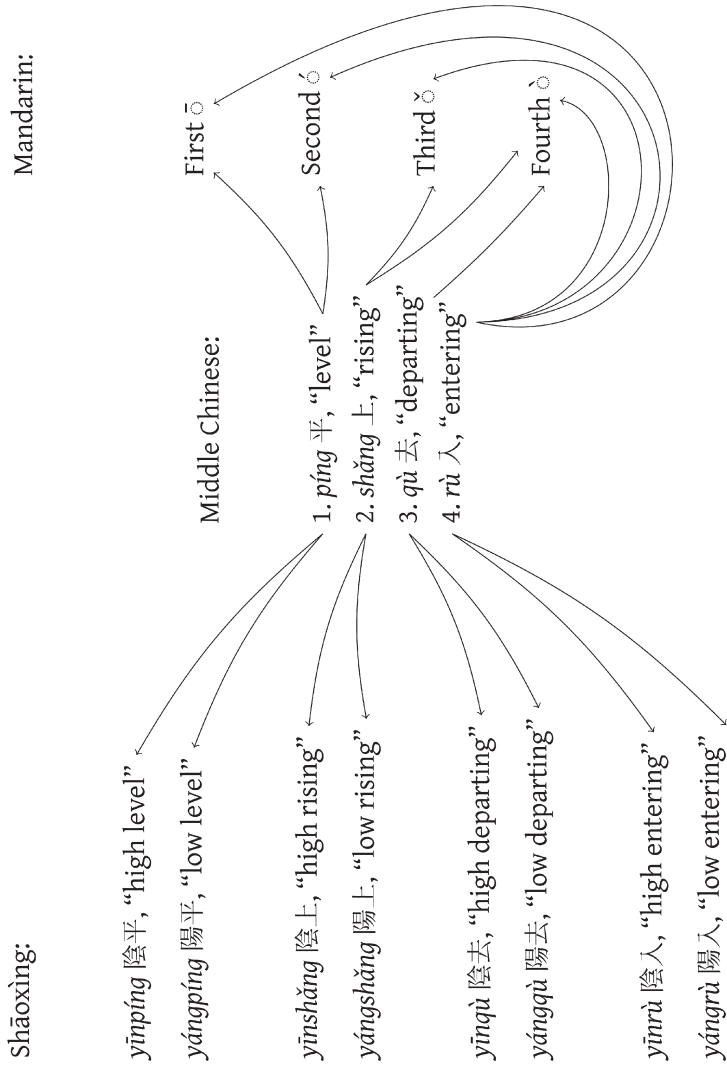 Shāoxìng:
yīnpíng 陰平, “high level”
yángpíng 陽平, “low level”
yīnshǎng 陰上, “high rising”
yángshǎng 陽上, “low rising”
yīnqù 陰去, “high departing”
yángqù 陽去, “low departing”
yīnrù 陰入, “high entering”
yángrù 陽入, “low entering”
Middle Chinese:
1. píng 平, “level”
2. shǎng 上, “rising”
3. qù 去, “departing”
4. rù 入, “entering”
Mandarin:
First ◌̄
Second ◌́
Third ◌̌
Fourth ◌̀